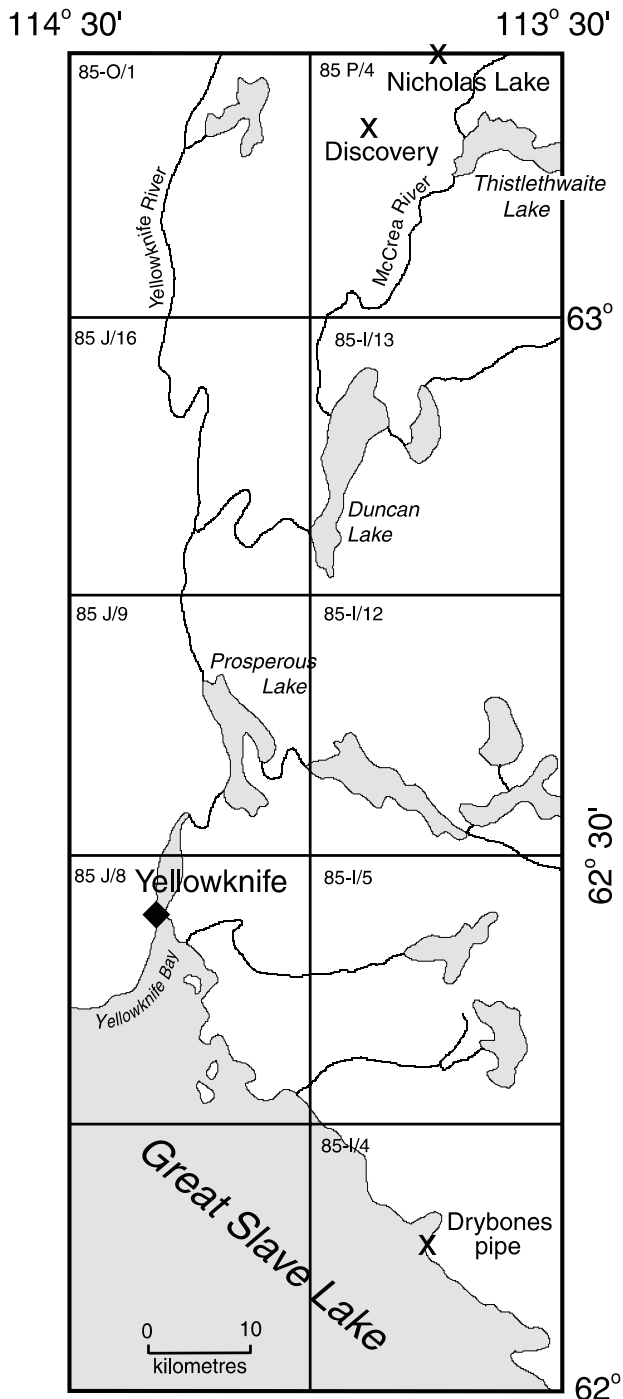 114° 30'
113° 30'
85-O/1
85 P/4
X
Nicholas Lake
X
Discovery
Thistlethwaite
Lake
Yellowknife River
McCrea River
63°
85 J/16
85-I/13
Duncan
Lake
85 J/9
85-I/12
Prosperous
Lake
62° 30'
85 J/8
Yellowknife
85-I/5
Yellowknife Bay
85-I/4
Great Slave Lake
Drybones
pipe
X
0 10
kilometres
62°